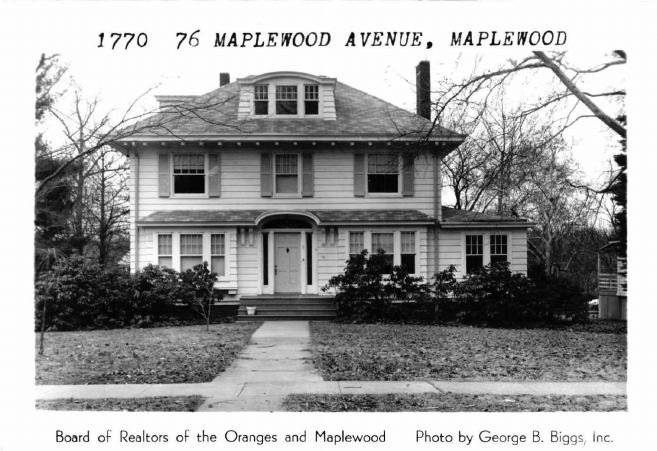 1770 76 MAPLEWOOD AVENUE, MAPLEWOOD
Board of Realtors of the Oranges and Maplewood Photo by George B. Biggs, Inc.